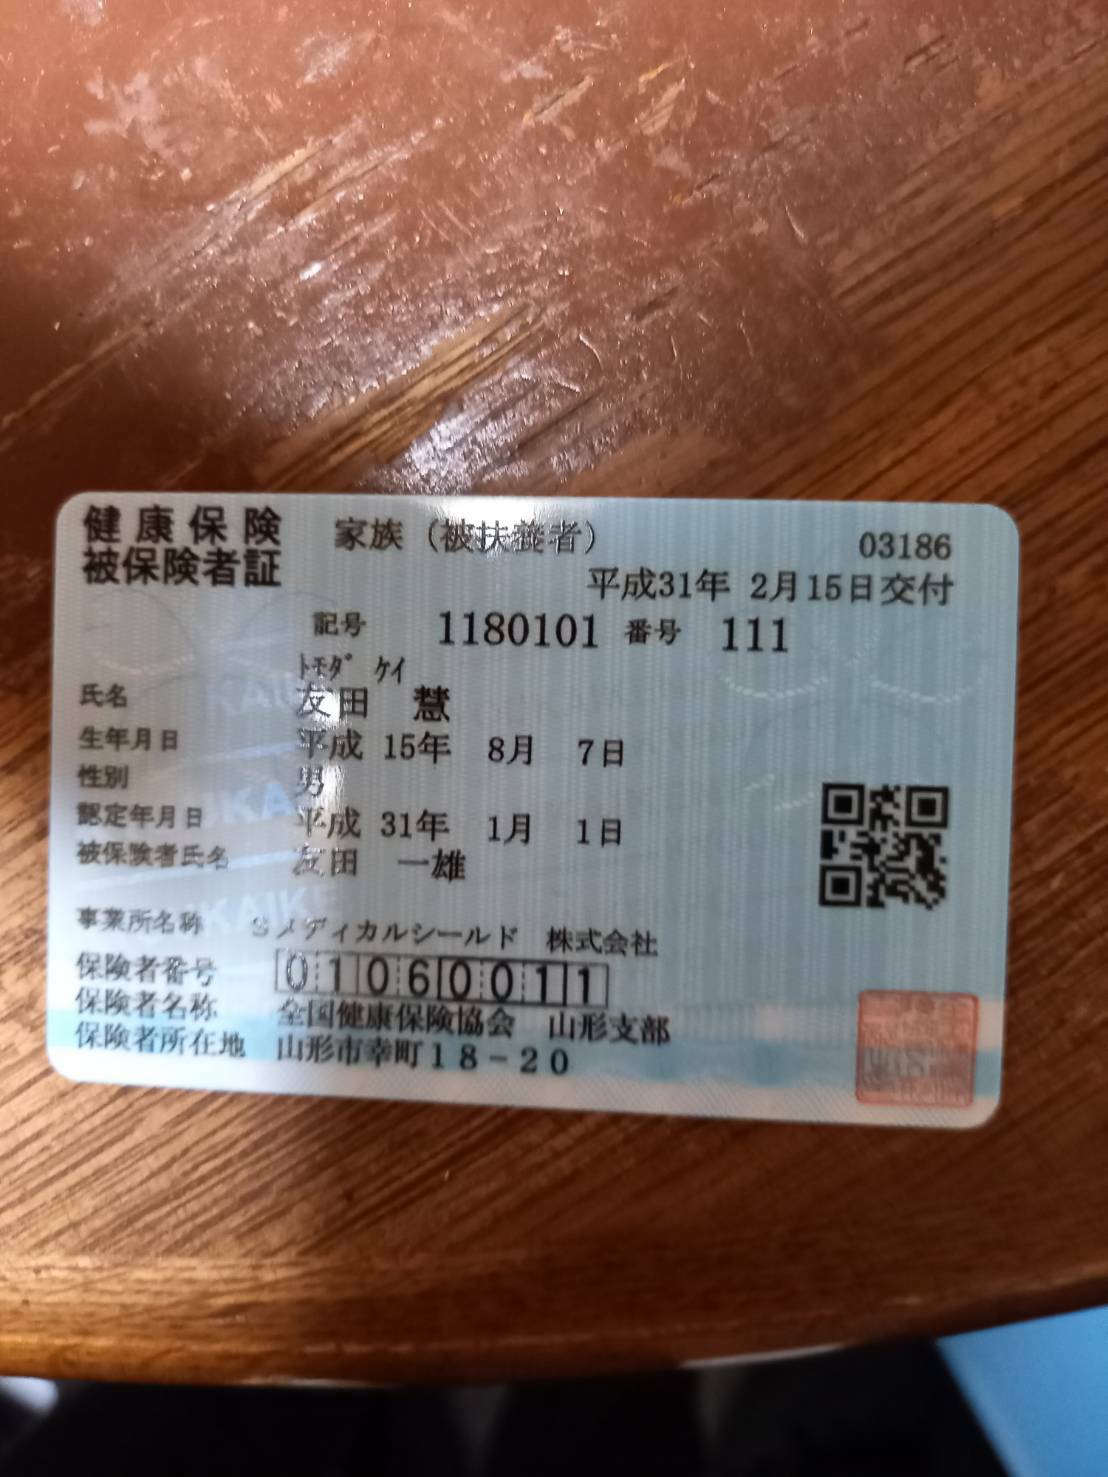 健康保険 家族（被扶養者） 03186
被保険者証 平成31年 2月15日交付
記号 1180101 番号 111
ﾄﾓﾀﾞ ｹｲ
氏名 友田 慧
生年月日 平成 15年 8月 7日
性別 男
認定年月日 平成 31年 1月 1日
被保険者氏名 友田 一雄
事業所名称 Sメディカルシールド 株式会社
保険者番号 01060011
保険者名称 全国健康保険協会 山形支部
保険者所在地 山形市幸町18-20